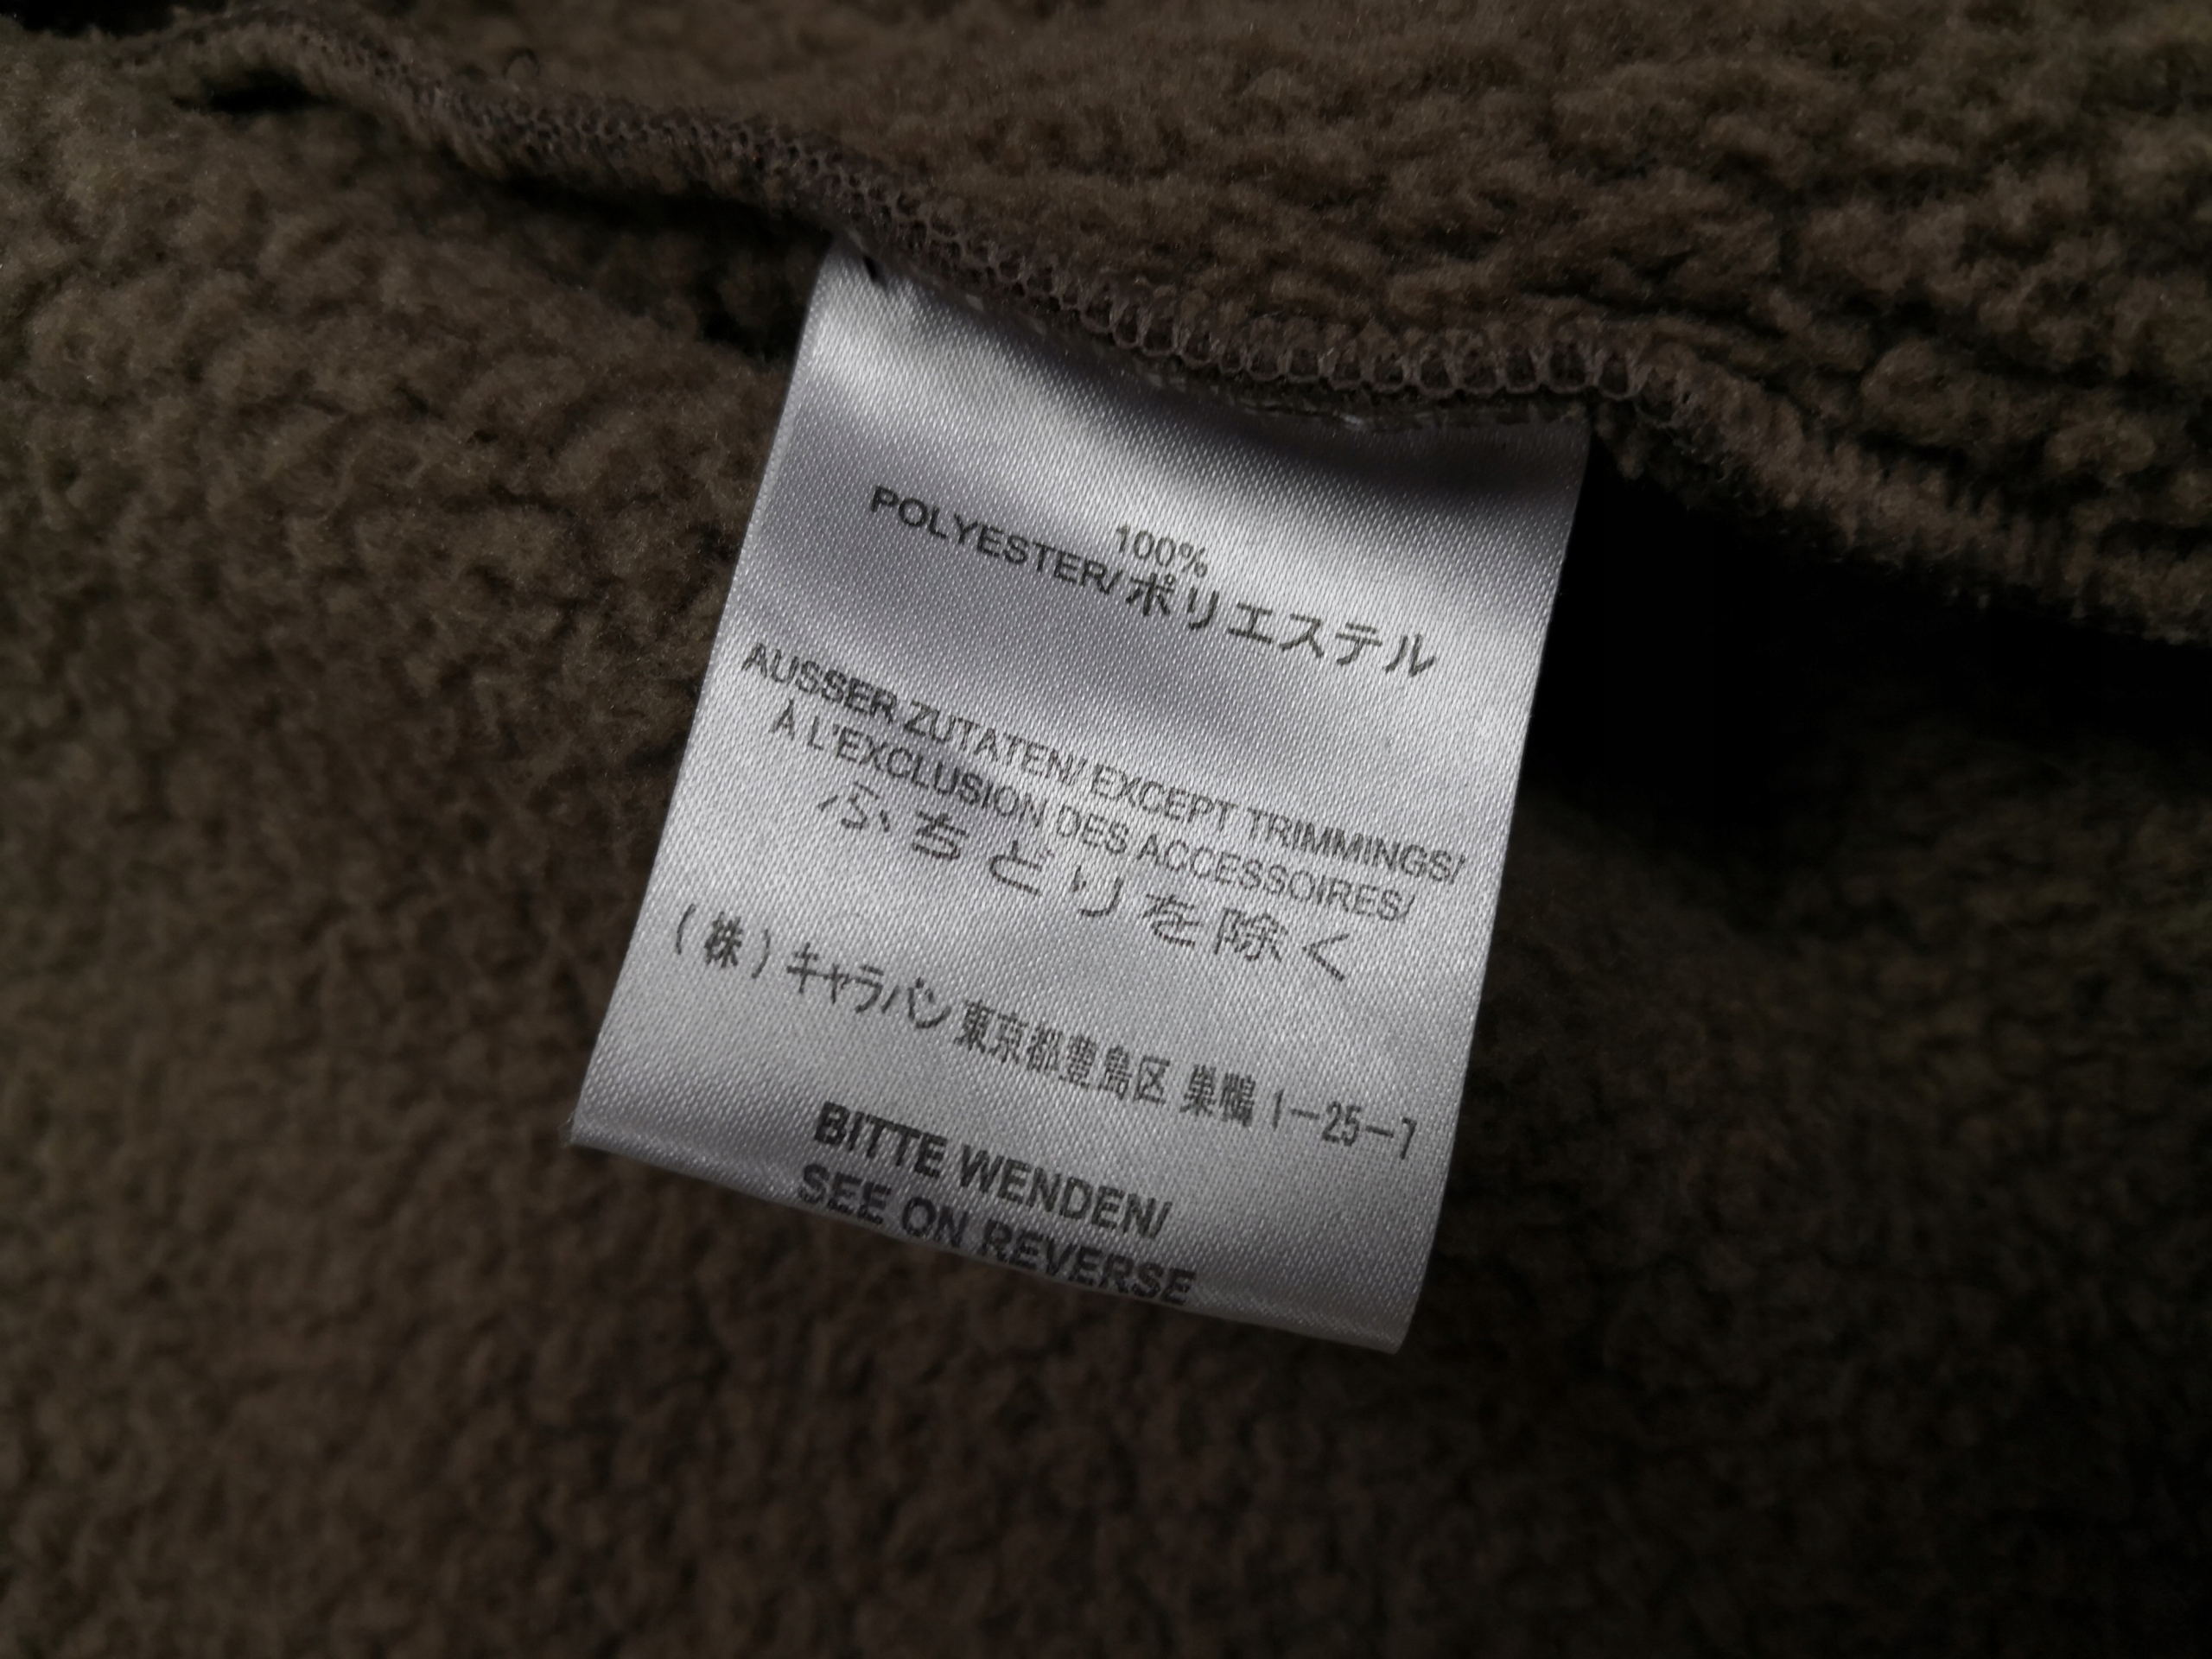 100%
POLYESTER/ポリエステル
AUSSER ZUTATEN/ EXCEPT TRIMMINGS/
À L'EXCLUSION DES ACCESSOIRES/
ふちどりを除く
(株)キャラバン 東京都豊島区 巣鴨 1-25-7
BITTE WENDEN/
SEE ON REVERSE